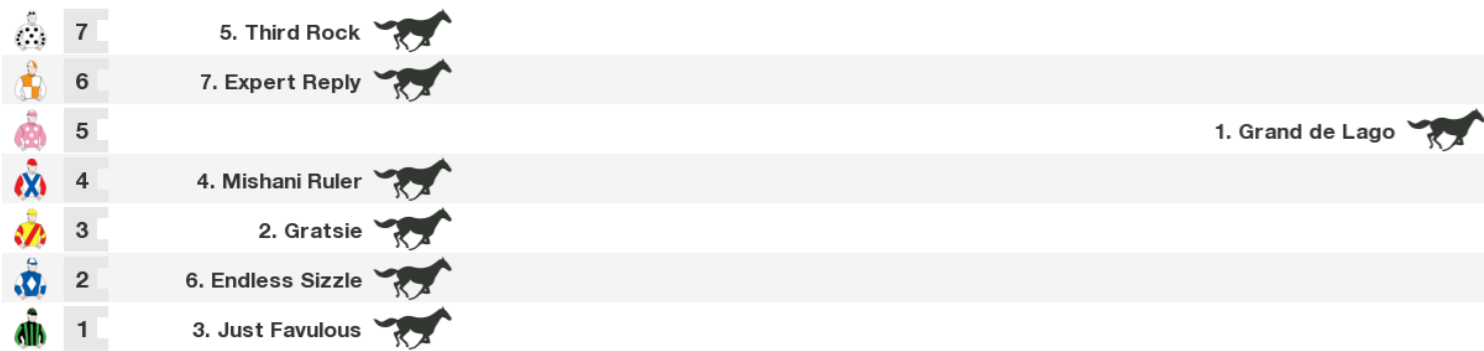 7 5. Third Rock
6 7. Expert Reply
5 1. Grand de Lago
4 4. Mishani Ruler
3 2. Gratsie
2 6. Endless Sizzle
1 3. Just Favulous